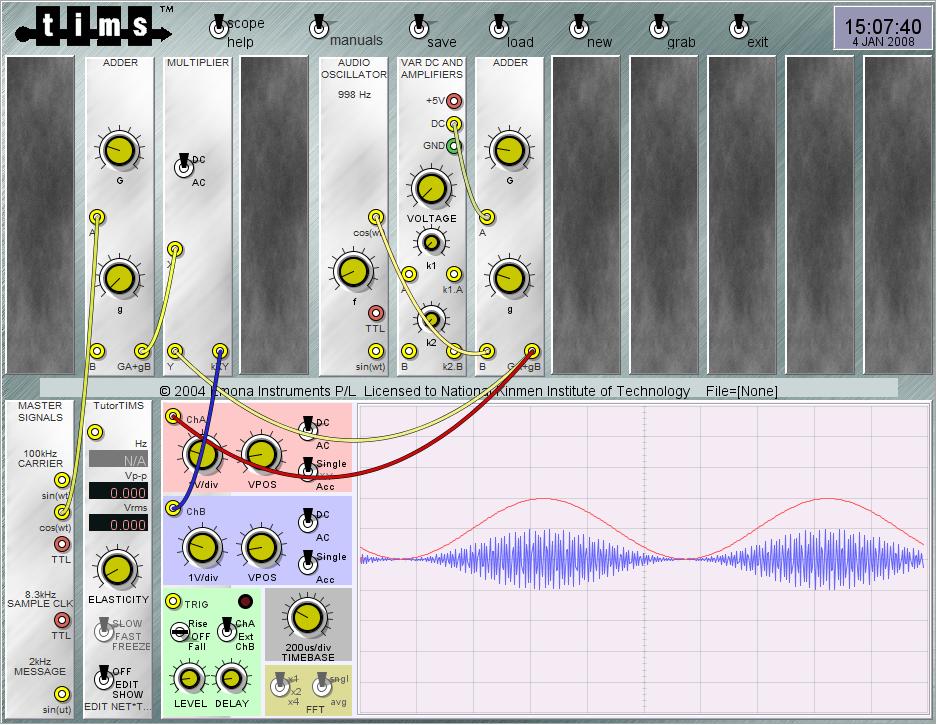 tims TM
scope
help
manuals
save
load
new
grab
exit
15:07:40
4 JAN 2008
ADDER
G
A
g
B GA+gB
MULTIPLIER
DC
AC
Y kXY
AUDIO
OSCILLATOR
998 Hz
cos(wt)
f
TTL
sin(wt)
VAR DC AND
AMPLIFIERS
+5V
DC
GND
VOLTAGE
k1
A k1.A
k2
B k2.B
ADDER
G
A
g
B GA+gB
© 2004 Emona Instruments P/L Licensed to National Kinmen Institute of Technology File=[None]
MASTER
SIGNALS
100kHz
CARRIER
sin(wt)
cos(wt)
TTL
8.3kHz
SAMPLE CLK
TTL
2kHz
MESSAGE
sin(ut)
TutorTIMS
Hz
N/A
Vp-p
0.000
Vrms
0.000
ELASTICITY
SLOW
FAST
FREEZE
OFF
EDIT
SHOW
EDIT NET*T...
ChA
1V/div
VPOS
DC
AC
Single
Acc
ChB
1V/div
VPOS
DC
AC
Single
Acc
TRIG
Rise
OFF
Fall
ChA
Ext
ChB
LEVEL DELAY
200us/div
TIMEBASE
x1
x2
x4
sngl
avg
FFT